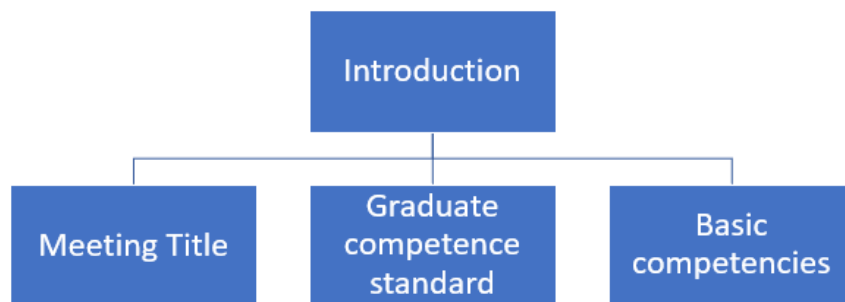 Introduction
Meeting Title
Graduate
competence
standard
Basic
competencies